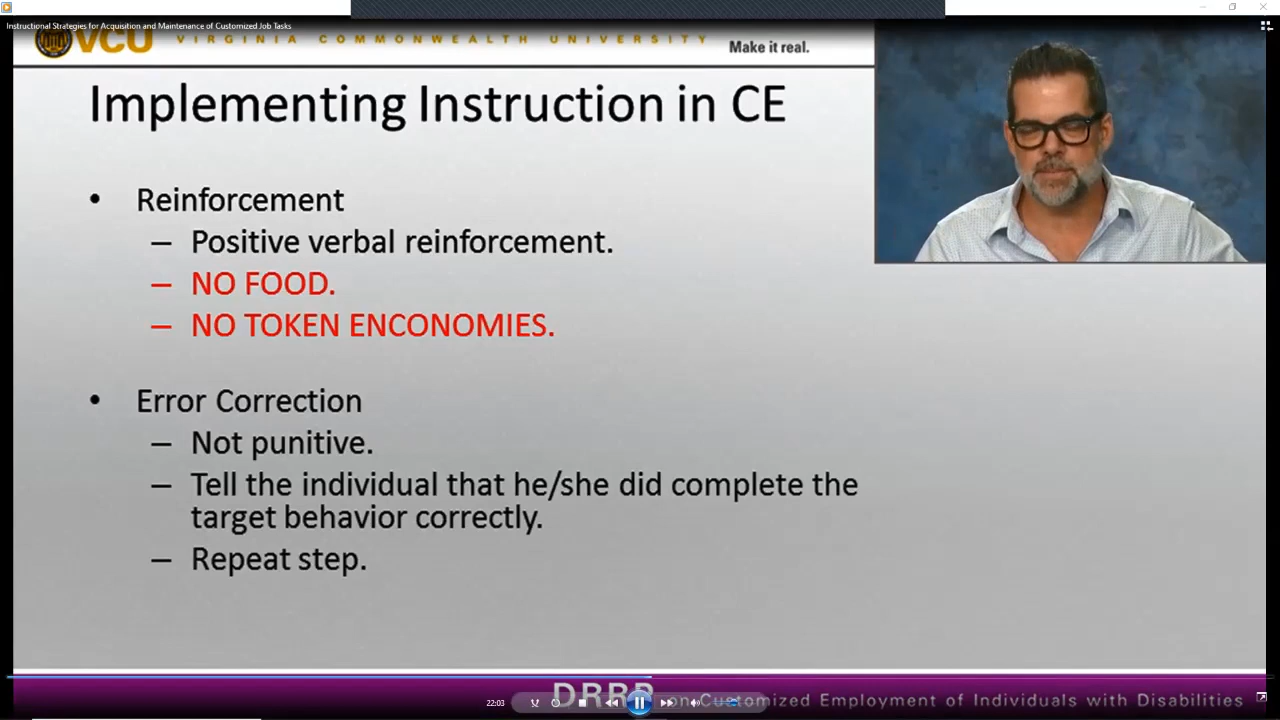 Instructional Strategies for Acquisition and Maintenance of Customized Job Tasks
VCU VIRGINIA COMMONWEALTH UNIVERSITY
Make it real.
Implementing Instruction in CE
• Reinforcement
– Positive verbal reinforcement.
– NO FOOD.
– NO TOKEN ENCONOMIES.
• Error Correction
– Not punitive.
– Tell the individual that he/she did complete the
target behavior correctly.
– Repeat step.
22:03
DRRP on Customized Employment of Individuals with Disabilities